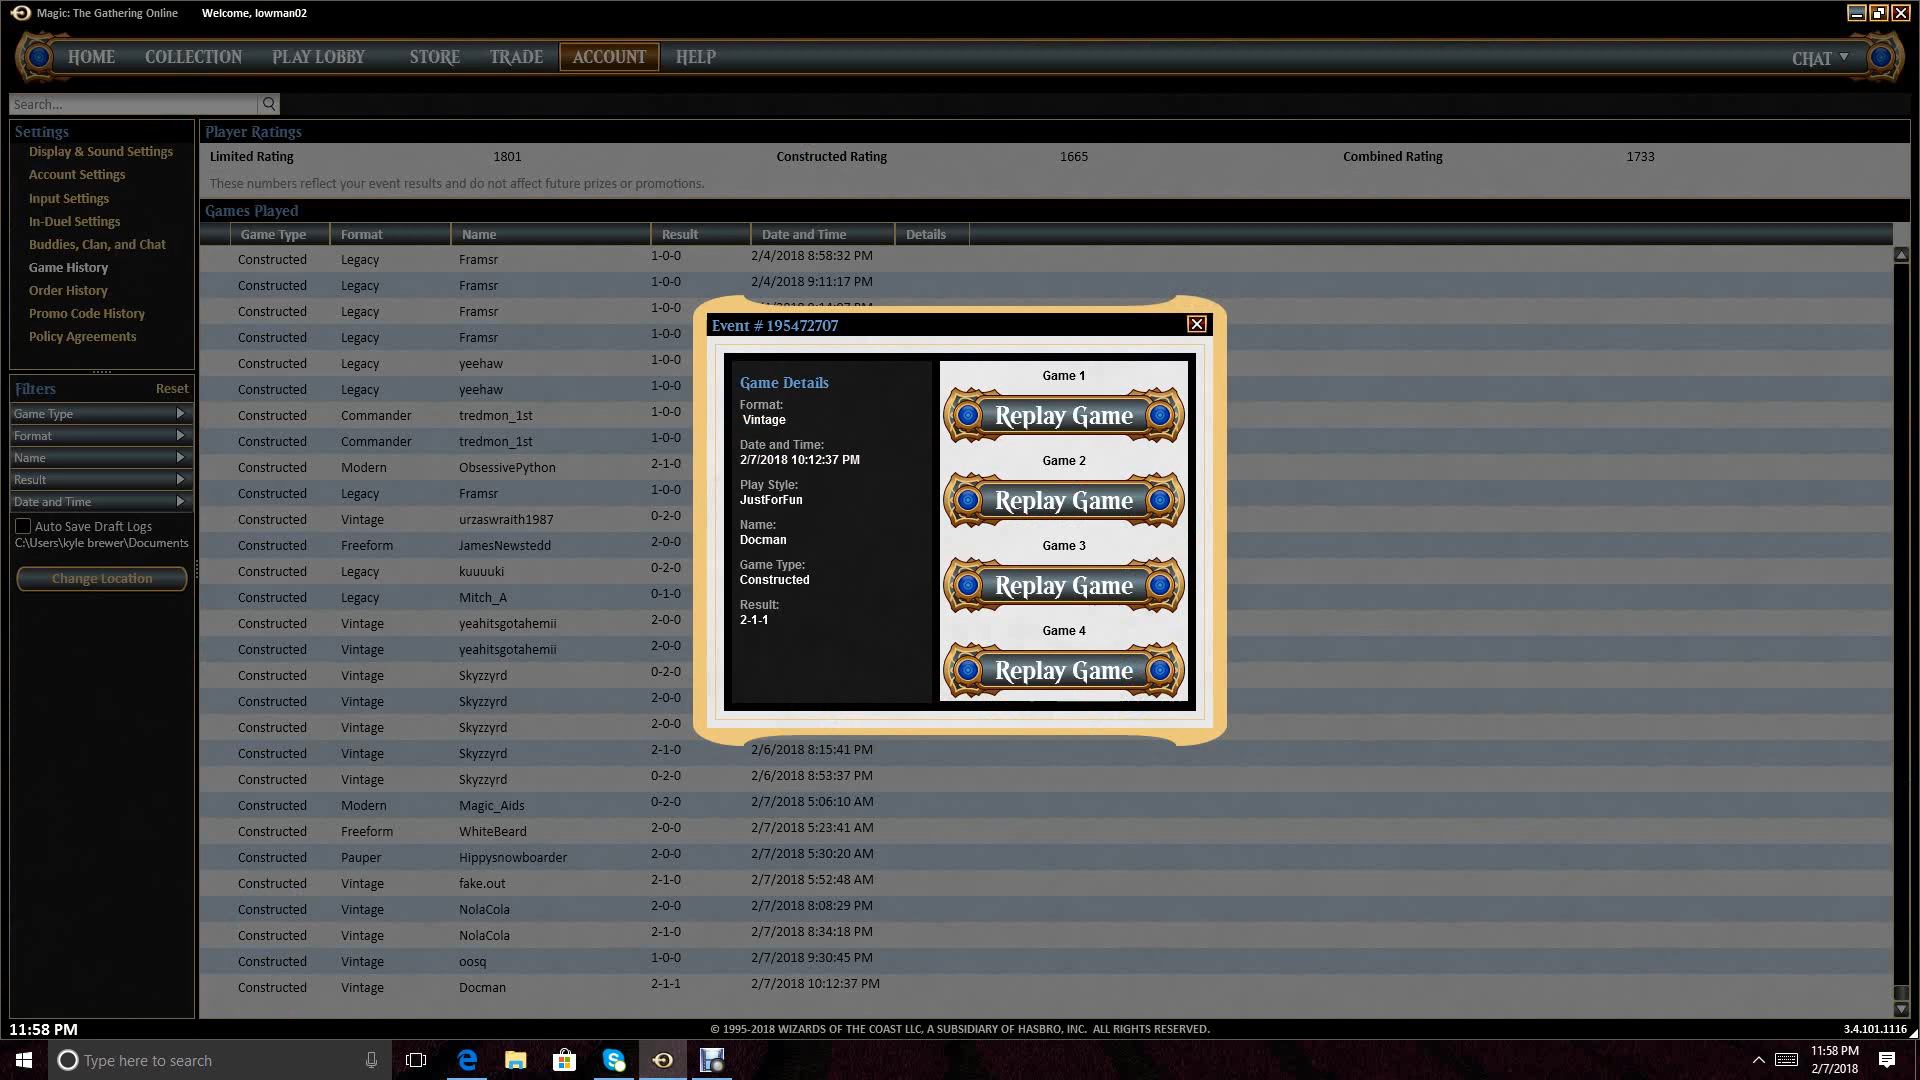 Magic: The Gathering Online Welcome, lowman02
HOME COLLECTION PLAY LOBBY STORE TRADE ACCOUNT HELP CHAT
Search...
Settings
Display & Sound Settings
Account Settings
Input Settings
In-Duel Settings
Buddies, Clan, and Chat
Game History
Order History
Promo Code History
Policy Agreements
Filters Reset
Game Type
Format
Name
Result
Date and Time
Auto Save Draft Logs
C:\Users\kyle brewer\Documents
Change Location
Player Ratings
Limited Rating 1801 Constructed Rating 1665 Combined Rating 1733
These numbers reflect your event results and do not affect future prizes or promotions.
Games Played
Game Type Format Name Result Date and Time Details
Constructed Legacy Framsr 1-0-0 2/4/2018 8:58:32 PM
Constructed Legacy Framsr 1-0-0 2/4/2018 9:11:17 PM
Constructed Legacy Framsr 1-0-0
Constructed Legacy Framsr 1-0-0
Constructed Legacy yeehaw 1-0-0
Constructed Legacy yeehaw 1-0-0
Constructed Commander tredmon_1st 1-0-0
Constructed Commander tredmon_1st 1-0-0
Constructed Modern ObsessivePython 2-1-0
Constructed Legacy Framsr 1-0-0
Constructed Vintage urzaswraith1987 0-2-0
Constructed Freeform JamesNewstedd 2-0-0
Constructed Legacy kuuuuki 0-2-0
Constructed Legacy Mitch_A 0-1-0
Constructed Vintage yeahitsgotahemii 2-0-0
Constructed Vintage yeahitsgotahemii 2-0-0
Constructed Vintage Skyzzyrd 0-2-0
Constructed Vintage Skyzzyrd 2-0-0
Constructed Vintage Skyzzyrd 2-0-0
Constructed Vintage Skyzzyrd 2-1-0 2/6/2018 8:15:41 PM
Constructed Vintage Skyzzyrd 0-2-0 2/6/2018 8:53:37 PM
Constructed Modern Magic_Aids 0-2-0 2/7/2018 5:06:10 AM
Constructed Freeform WhiteBeard 2-0-0 2/7/2018 5:23:41 AM
Constructed Pauper Hippysnowboarder 2-0-0 2/7/2018 5:30:20 AM
Constructed Vintage fake.out 2-1-0 2/7/2018 5:52:48 AM
Constructed Vintage NolaCola 2-0-0 2/7/2018 8:08:29 PM
Constructed Vintage NolaCola 2-1-0 2/7/2018 8:34:18 PM
Constructed Vintage oosq 1-0-0 2/7/2018 9:30:45 PM
Constructed Vintage Docman 2-1-1 2/7/2018 10:12:37 PM
Event # 195472707
Game Details
Format:
Vintage
Date and Time:
2/7/2018 10:12:37 PM
Play Style:
JustForFun
Name:
Docman
Game Type:
Constructed
Result:
2-1-1
Game 1
Replay Game
Game 2
Replay Game
Game 3
Replay Game
Game 4
Replay Game
11:58 PM © 1995-2018 WIZARDS OF THE COAST LLC, A SUBSIDIARY OF HASBRO, INC. ALL RIGHTS RESERVED. 3.4.101.1116
Type here to search
11:58 PM
2/7/2018